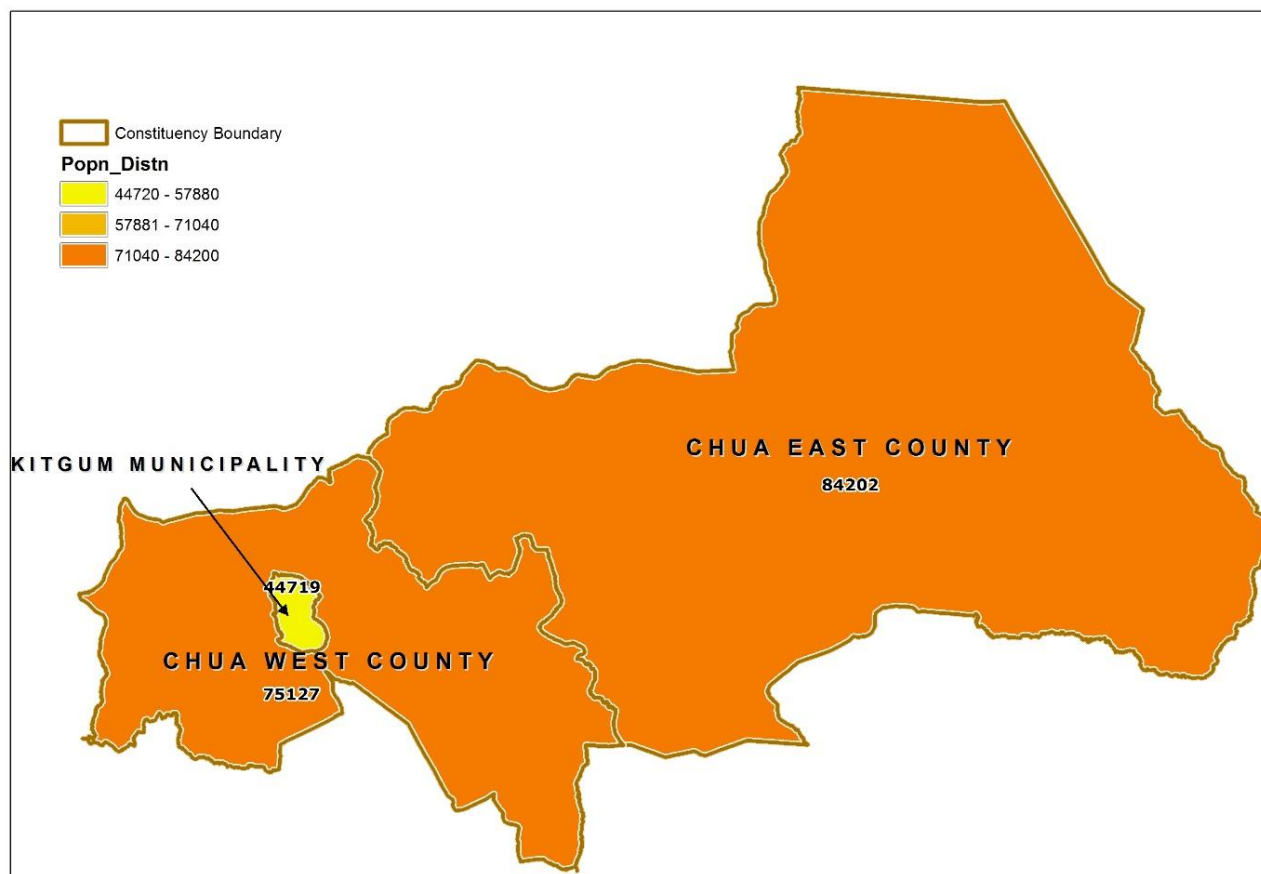 Constituency Boundary
Popn_Distn
44720 - 57880
57881 - 71040
71040 - 84200
CHUA EAST COUNTY
84202
KITGUM MUNICIPALITY
44719
CHUA WEST COUNTY
75127